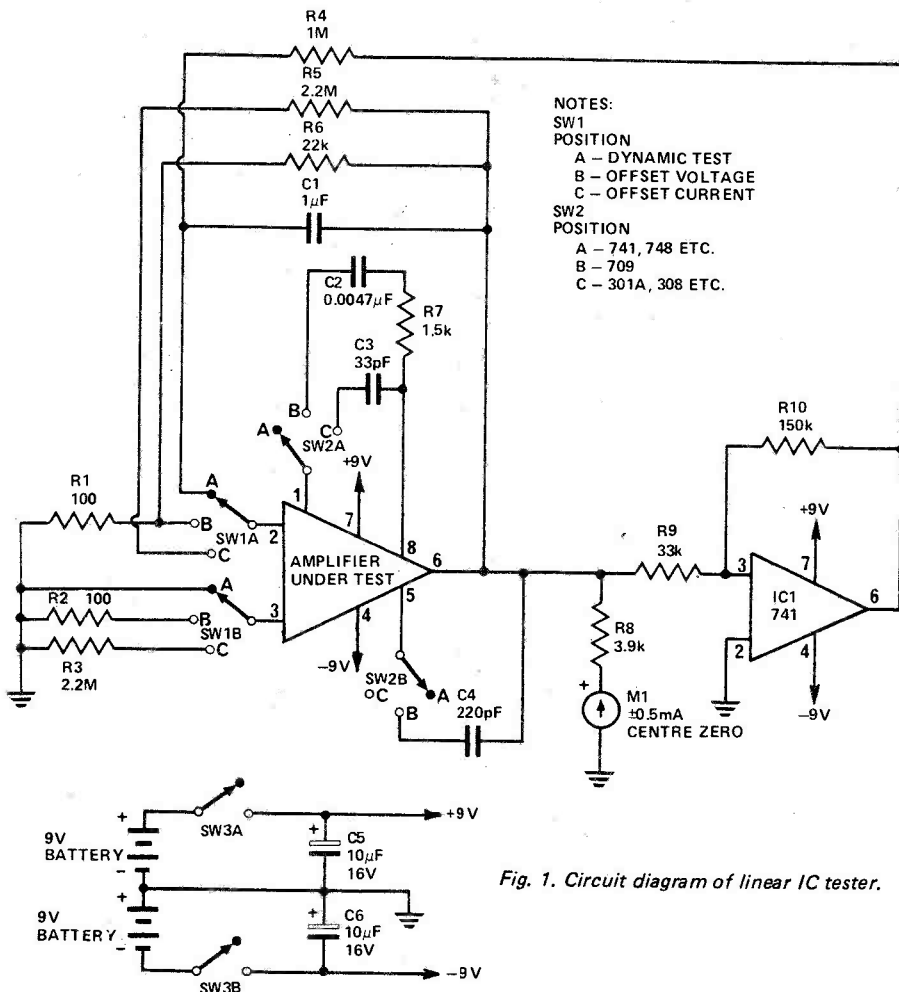 R4
1M
R5
2.2M
R6
22k
C1
1µF
NOTES:
SW1
POSITION
A – DYNAMIC TEST
B – OFFSET VOLTAGE
C – OFFSET CURRENT
SW2
POSITION
A – 741, 748 ETC.
B – 709
C – 301A, 308 ETC.
C2
0.0047µF
R7
1.5k
C3
33pF
B
A
C
SW2A
+9V
R10
150k
R1
100
A
B
SW1A
C
1
2
7
8
AMPLIFIER
UNDER TEST
6
5
4
3
A
R2 100
B
SW1B
C
R3
2.2M
–9V
SW2B
C
A
B
C4
220pF
R9
33k
R8
3.9k
+
M1
±0.5mA
CENTRE ZERO
+9V
3
7
IC1
741
6
2
4
–9V
+
9V
BATTERY
-
SW3A
+9V
+
C5
10µF
16V
+
9V
BATTERY
-
+
C6
10µF
16V
SW3B
–9V
Fig. 1. Circuit diagram of linear IC tester.